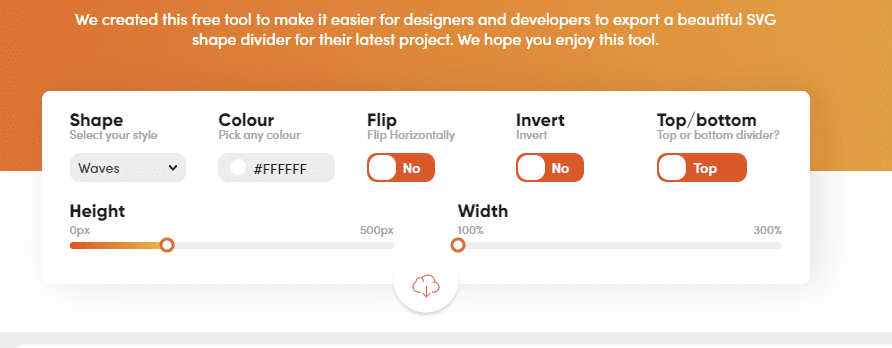 We created this free tool to make it easier for designers and developers to export a beautiful SVG
shape divider for their latest project. We hope you enjoy this tool.
Shape Colour Flip Invert Top/bottom
Select your style Pick any colour Flip Horizontally Invert Top or bottom divider?
Waves #FFFFFF No No Top
Height Width
0px 500px 100% 300%